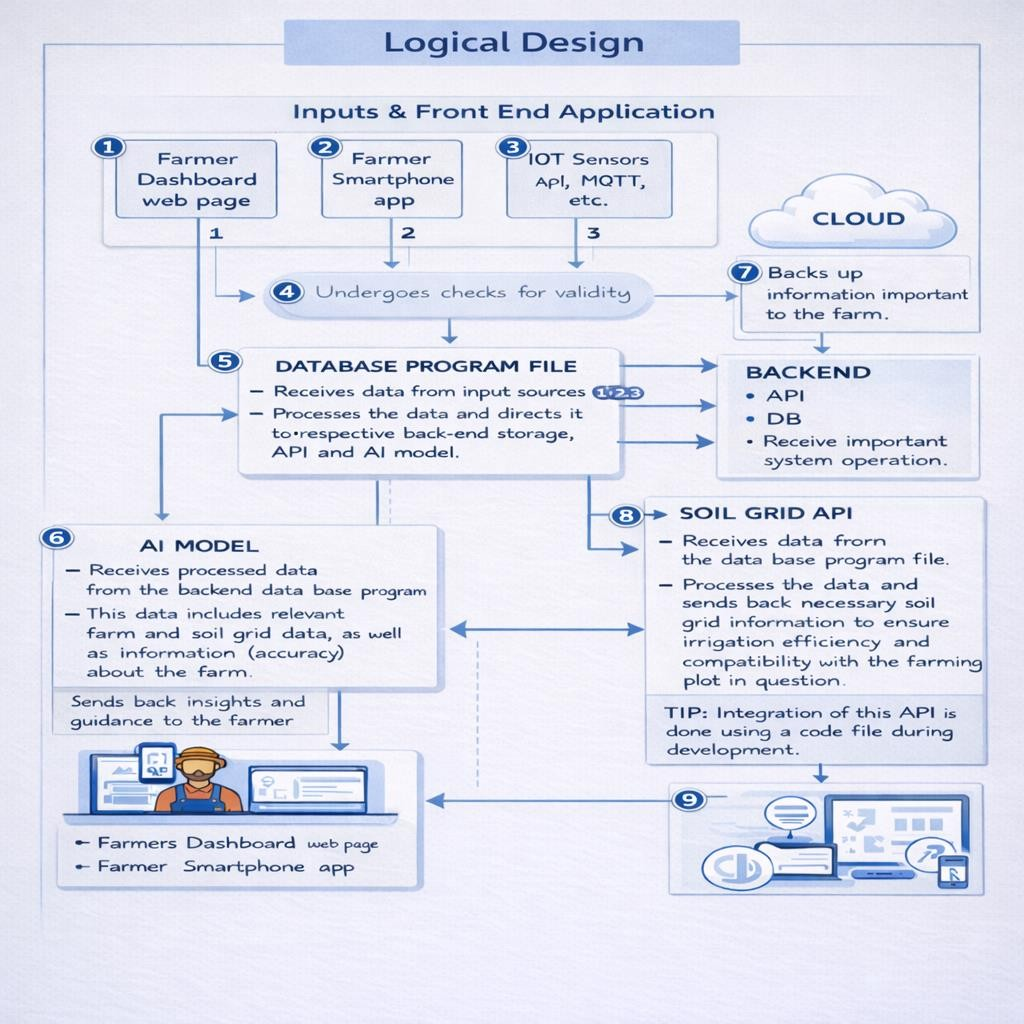 Logical Design
Inputs & Front End Application
1
Farmer
Dashboard
web page
2
Farmer
Smartphone
app
3
IOT Sensors
ApI, MQTT,
etc.
1
2
3
CLOUD
4 Undergoes checks for validity
7 Backs up
information important
to the farm.
5
DATABASE PROGRAM FILE
– Receives data from input sources 1·2·3
– Processes the data and directs it
to•respective back-end storage,
API and AI model.
BACKEND
• API
• DB
• Receive important
system operation.
6
AI MODEL
– Receives processed data
from the backend data base program
– This data includes relevant
farm and soil grid data, as well
as information (accuracy)
about the farm.
Sends back insights and
guidance to the farmer
8
SOIL GRID API
– Receives data from
the data base program file.
– Processes the data and
sends back necessary soil
grid information to ensure
irrigation efficiency and
compatibility with the farming
plot in question.
TIP: Integration of this API is
done using a code file during
development.
9
Farmers Dashboard web page
Farmer Smartphone app